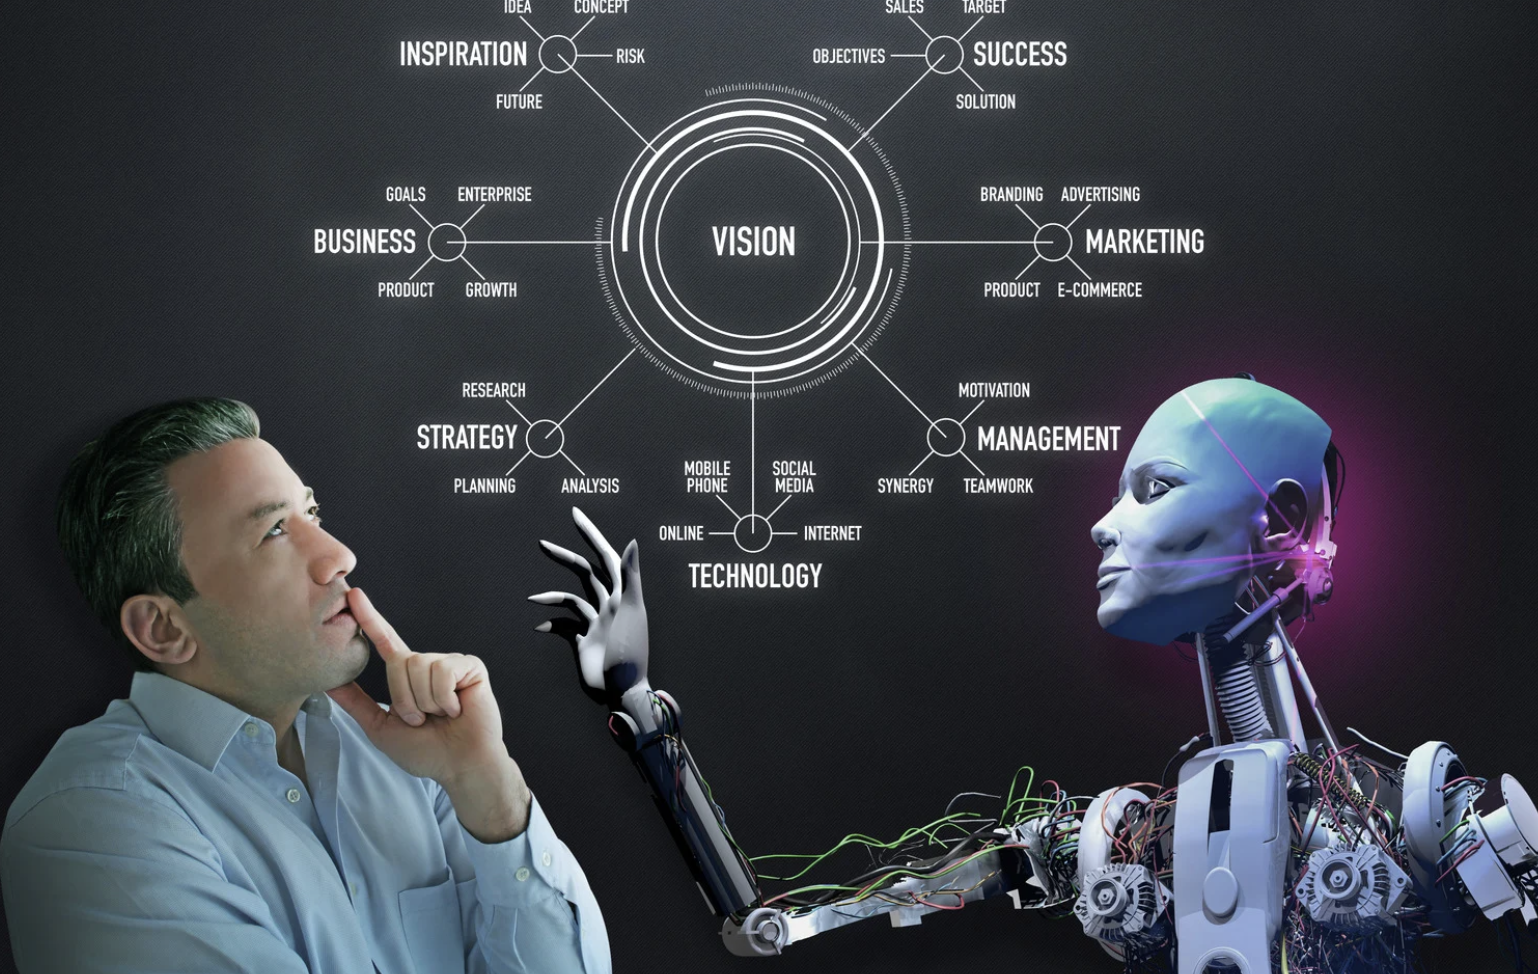 IDEA CONCEPT
INSPIRATION
RISK
FUTURE
SALES TARGET
OBJECTIVES
SUCCESS
SOLUTION
GOALS ENTERPRISE
BUSINESS
PRODUCT GROWTH
VISION
BRANDING ADVERTISING
MARKETING
PRODUCT E-COMMERCE
RESEARCH
STRATEGY
PLANNING ANALYSIS
MOBILE
PHONE
SOCIAL
MEDIA
ONLINE
INTERNET
TECHNOLOGY
MOTIVATION
MANAGEMENT
SYNERGY TEAMWORK